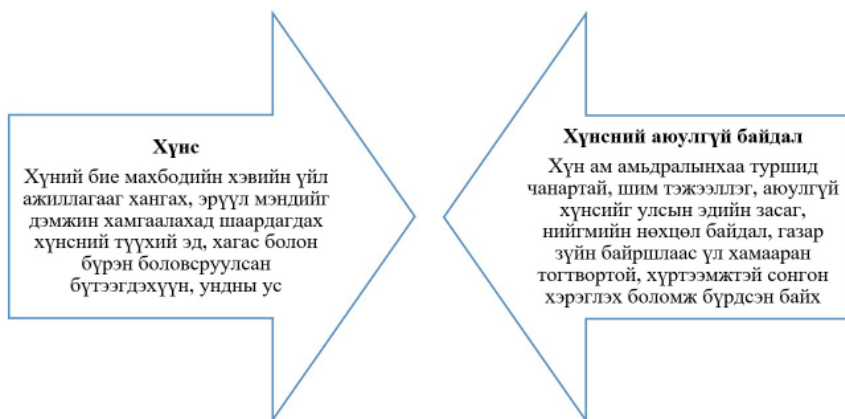 Хүнс
Хүний бие махбодийн хэвийн үйл
ажиллагааг хангах, эрүүл мэндийг
дэмжин хамгаалахад шаардагдах
хүнсний түүхий эд, хагас болон
бүрэн боловсруулсан
бүтээгдэхүүн, ундны ус
Хүнсний аюулгүй байдал
Хүн ам амьдралынхаа туршид
чанартай, шим тэжээллэг, аюулгүй
хүнсийг улсын эдийн засаг,
нийгмийн нөхцөл байдал, газар
зүйн байршлаас үл хамааран
тогтвортой, хүртээмжтэй сонгон
хэрэглэх боломж бүрдсэн байх